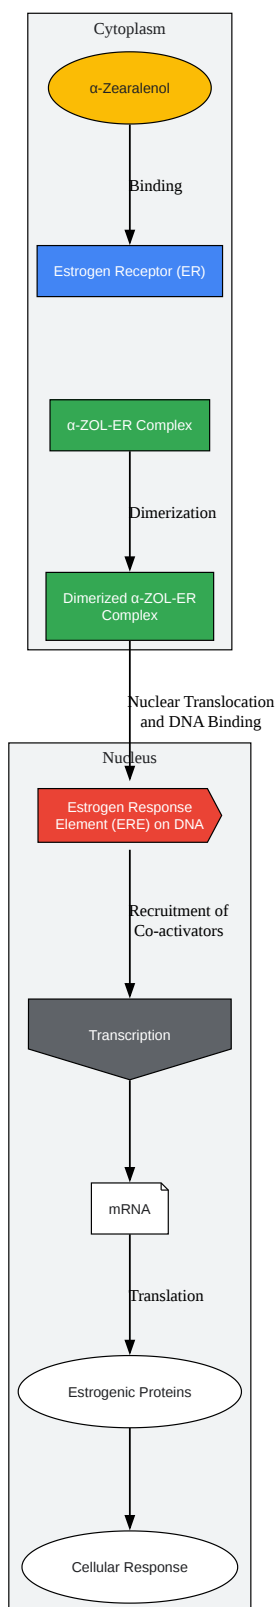 Cytoplasm
α-Zearalenol
Binding
Estrogen Receptor (ER)
α-ZOL-ER Complex
Dimerization
Dimerized α-ZOL-ER
Complex
Nuclear Translocation
and DNA Binding
Nucleus
Estrogen Response
Element (ERE) on DNA
Recruitment of
Co-activators
Transcription
mRNA
Translation
Estrogenic Proteins
Cellular Response